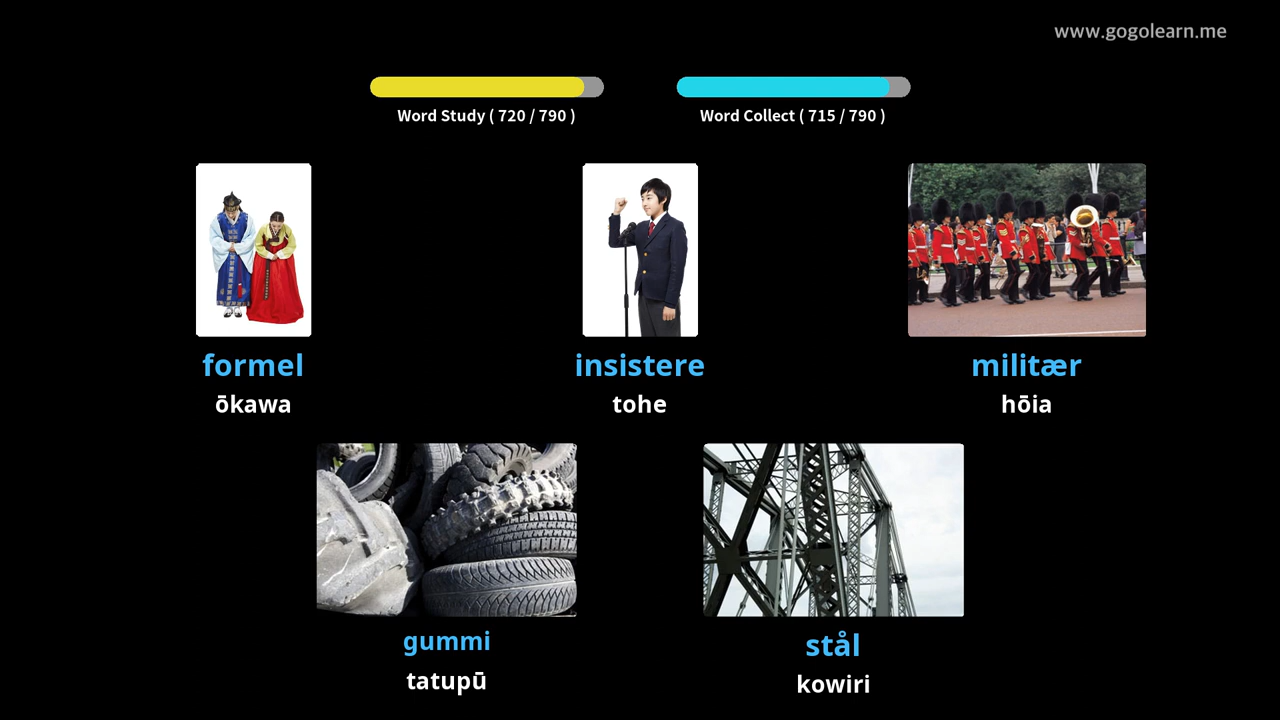 www.gogolearn.me
Word Study ( 720 / 790 )
Word Collect ( 715 / 790 )
formel
insistere
militær
ōkawa
tohe
hōia
gummi
stål
tatupū
kowiri